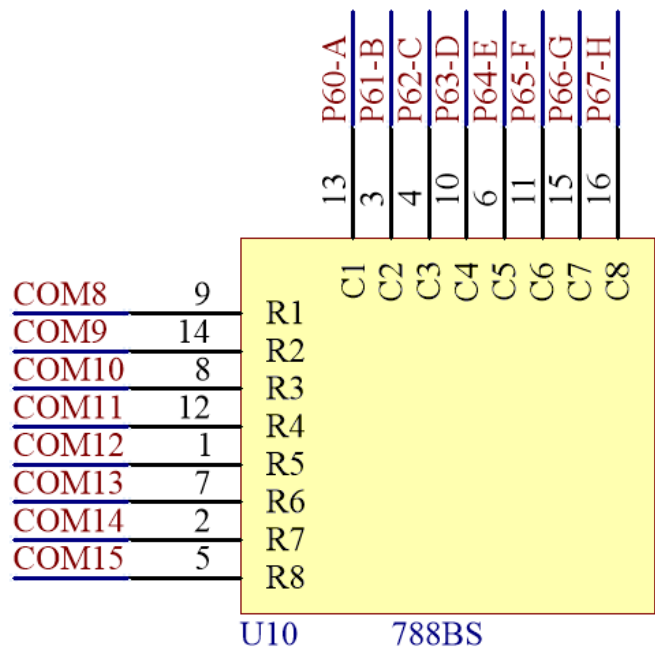 P60-A
P61-B
P62-C
P63-D
P64-E
P65-F
P66-G
P67-H
13
3
4
10
6
11
15
16
C1
C2
C3
C4
C5
C6
C7
C8
COM8 9 R1
COM9 14 R2
COM10 8 R3
COM11 12 R4
COM12 1 R5
COM13 7 R6
COM14 2 R7
COM15 5 R8
U10 788BS